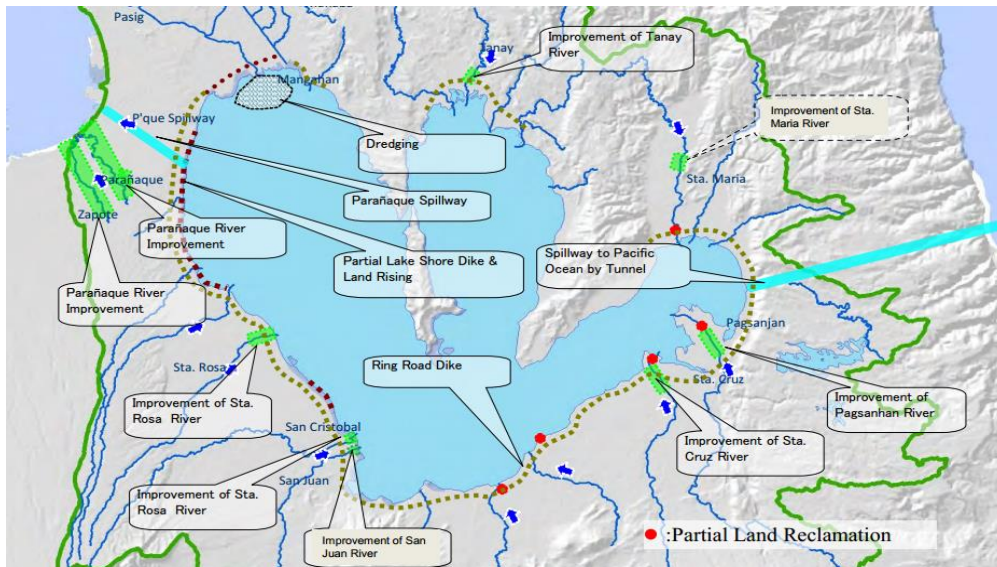 Pasig
Mangahan
Tanay
Improvement of Tanay
River
Improvement of Sta.
Maria River
P'que Spillway
Dredging
Sta. Maria
Parañaque
Parañaque Spillway
Zapote
Parañaque River
Improvement
Partial Lake Shore Dike &
Land Rising
Spillway to Pacific
Ocean by Tunnel
Parañaque River
Improvement
Pagsanjan
Ring Road Dike
Sta. Rosa
Sta. Cruz
Improvement of Sta.
Rosa River
Improvement of
Pagsanhan River
San Cristobal
Improvement of Sta.
Cruz River
San Juan
Improvement of Sta.
Rosa River
Improvement of San
Juan River
:Partial Land Reclamation